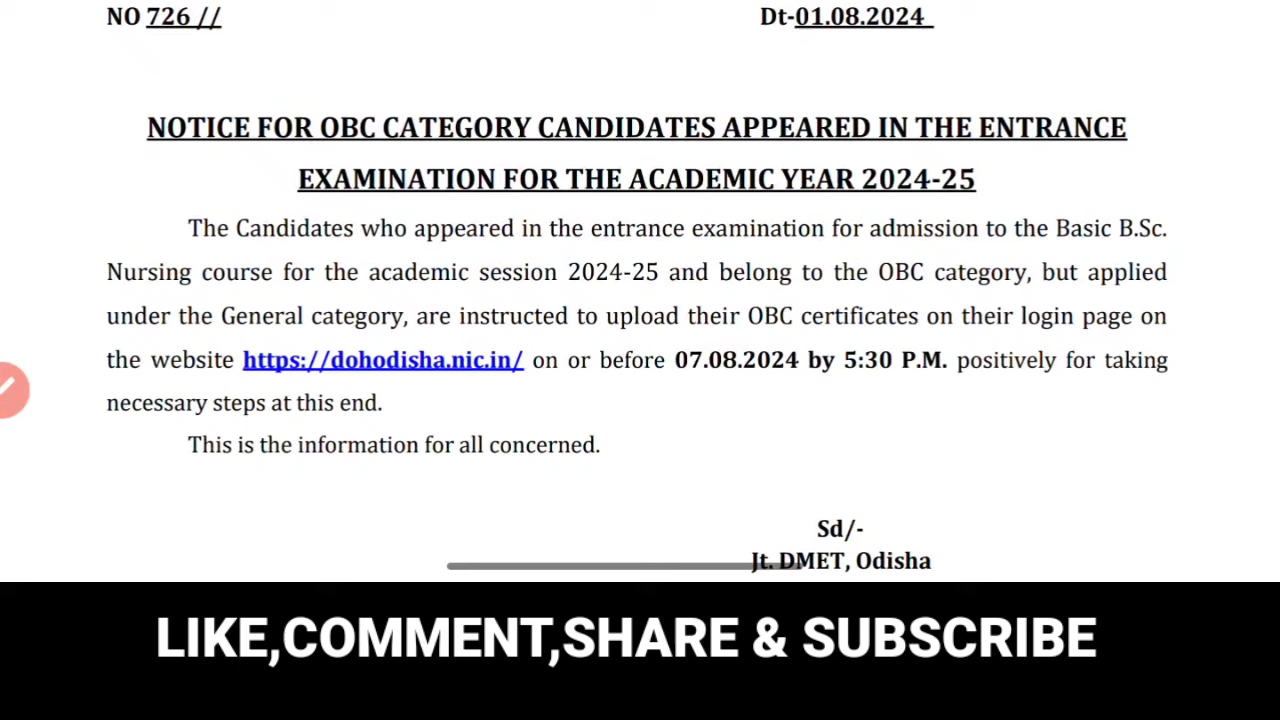 NO 726 // Dt-01.08.2024
NOTICE FOR OBC CATEGORY CANDIDATES APPEARED IN THE ENTRANCE
EXAMINATION FOR THE ACADEMIC YEAR 2024-25
The Candidates who appeared in the entrance examination for admission to the Basic B.Sc.
Nursing course for the academic session 2024-25 and belong to the OBC category, but applied
under the General category, are instructed to upload their OBC certificates on their login page on
the website https://dohodisha.nic.in/ on or before 07.08.2024 by 5:30 P.M. positively for taking
necessary steps at this end.
This is the information for all concerned.
Sd/-
Jt. DMET, Odisha
LIKE,COMMENT,SHARE & SUBSCRIBE